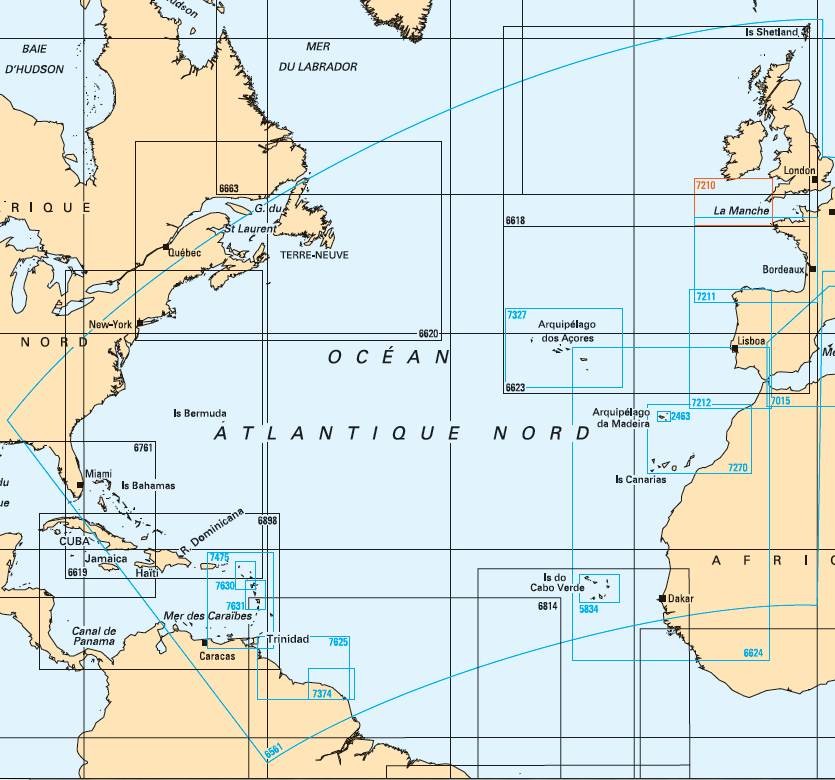 Is Shetland
udson
MER
DU LABRADOR
BAIE
D'HUDSON
London
7210
6663
RIQUE
G. du
St Laurent
La Manche
6618
Québec
TERRE-NEUVE
Bordeaux
7211
7327
New-York
6620
Arquipélago
dos Açores
Lisboa
NORD
OCÉAN
6623
7212
7015
Is Bermuda
Arquipélago
da Madeira
2463
ATLANTIQUE NORD
6761
7270
Miami
Is Bahamas
Is Canarias
du
ue
R. Dominicana
6898
CUBA
Jamaica
Haïti
6619
7475
7630
7631
AFRIC
Is do
Cabo Verde
5834
6814
Dakar
Mer des Caraïbes
Canal de
Panama
Trinidad
7625
Caracas
6624
7374
6561